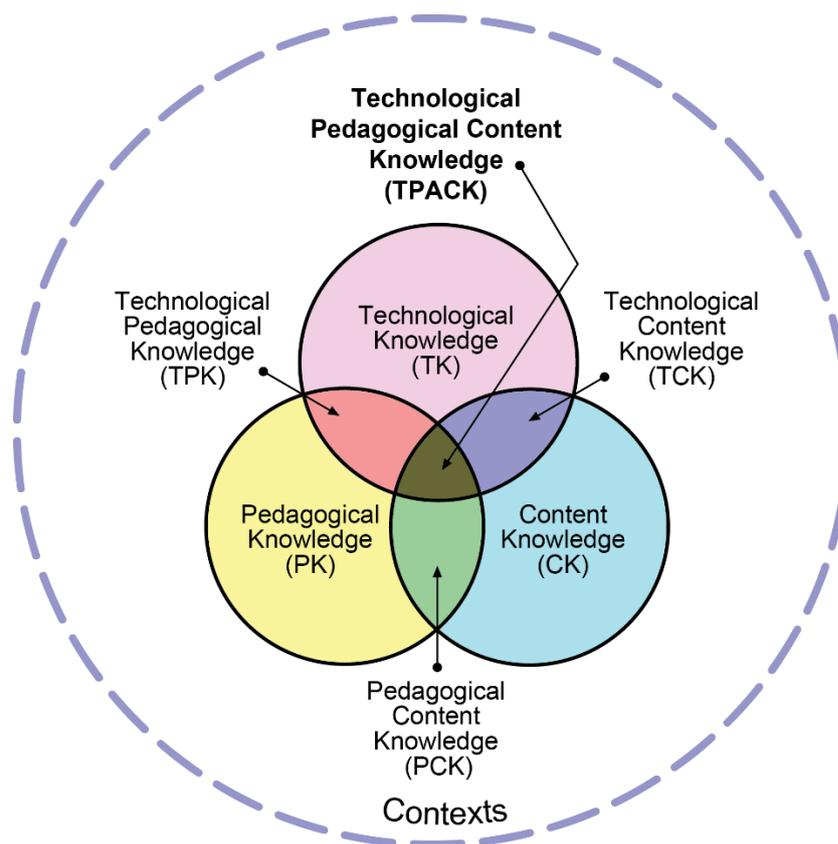 Technological
Pedagogical Content
Knowledge
(TPACK)
Technological
Pedagogical
Knowledge
(TPK)
Technological
Knowledge
(TK)
Technological
Content
Knowledge
(TCK)
Pedagogical
Knowledge
(PK)
Content
Knowledge
(CK)
Pedagogical
Content
Knowledge
(PCK)
Contexts